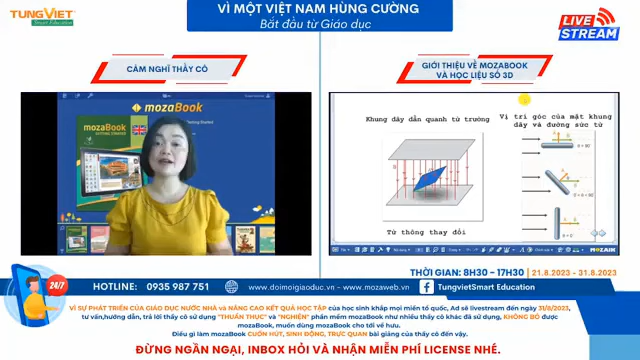 TUNG VIET
Smart Education
VÌ MỘT VIỆT NAM HÙNG CƯỜNG
Bắt đầu từ Giáo dục
LIVE
STREAM
CẢM NGHĨ THẦY CÔ
GIỚI THIỆU VỀ MOZABOOK
VÀ HỌC LIỆU SỐ 3D
mozaBook
mozaBook
Khung dây dẫn quanh từ trường
Vị trí góc của mặt khung
dây và đường sức từ
Từ thông thay đổi
MOZAIK
THỜI GIAN: 8H30 - 17H30 | 21.8.2023 - 31.8.2023
24/7
HOTLINE: 0935 987 751 www.doimoigiaoduc.vn - www.mozaweb.vn TungvietSmart Education
VÌ SỰ PHÁT TRIỂN CỦA GIÁO DỤC NƯỚC NHÀ VÀ NÂNG CAO KẾT QUẢ HỌC TẬP của học sinh khắp mọi miền tổ quốc, Ad sẽ livestream đến ngày 31/8/2023,
tư vấn, hướng dẫn, trả lời thầy cô sử dụng "THUẦN THỤC" và "NGHIỆN" phần mềm mozaBook như nhiều thầy cô khác đã sử dụng, KHÔNG BỎ được
mozaBook, muốn dùng mozaBook cho tới về hưu.
Điều gì làm mozaBook CUỐN HÚT, SINH ĐỘNG, TRỰC QUAN bài giảng của thầy cô đến vậy.
ĐỪNG NGẦN NGẠI, INBOX HỎI VÀ NHẬN MIỄN PHÍ LICENSE NHÉ.